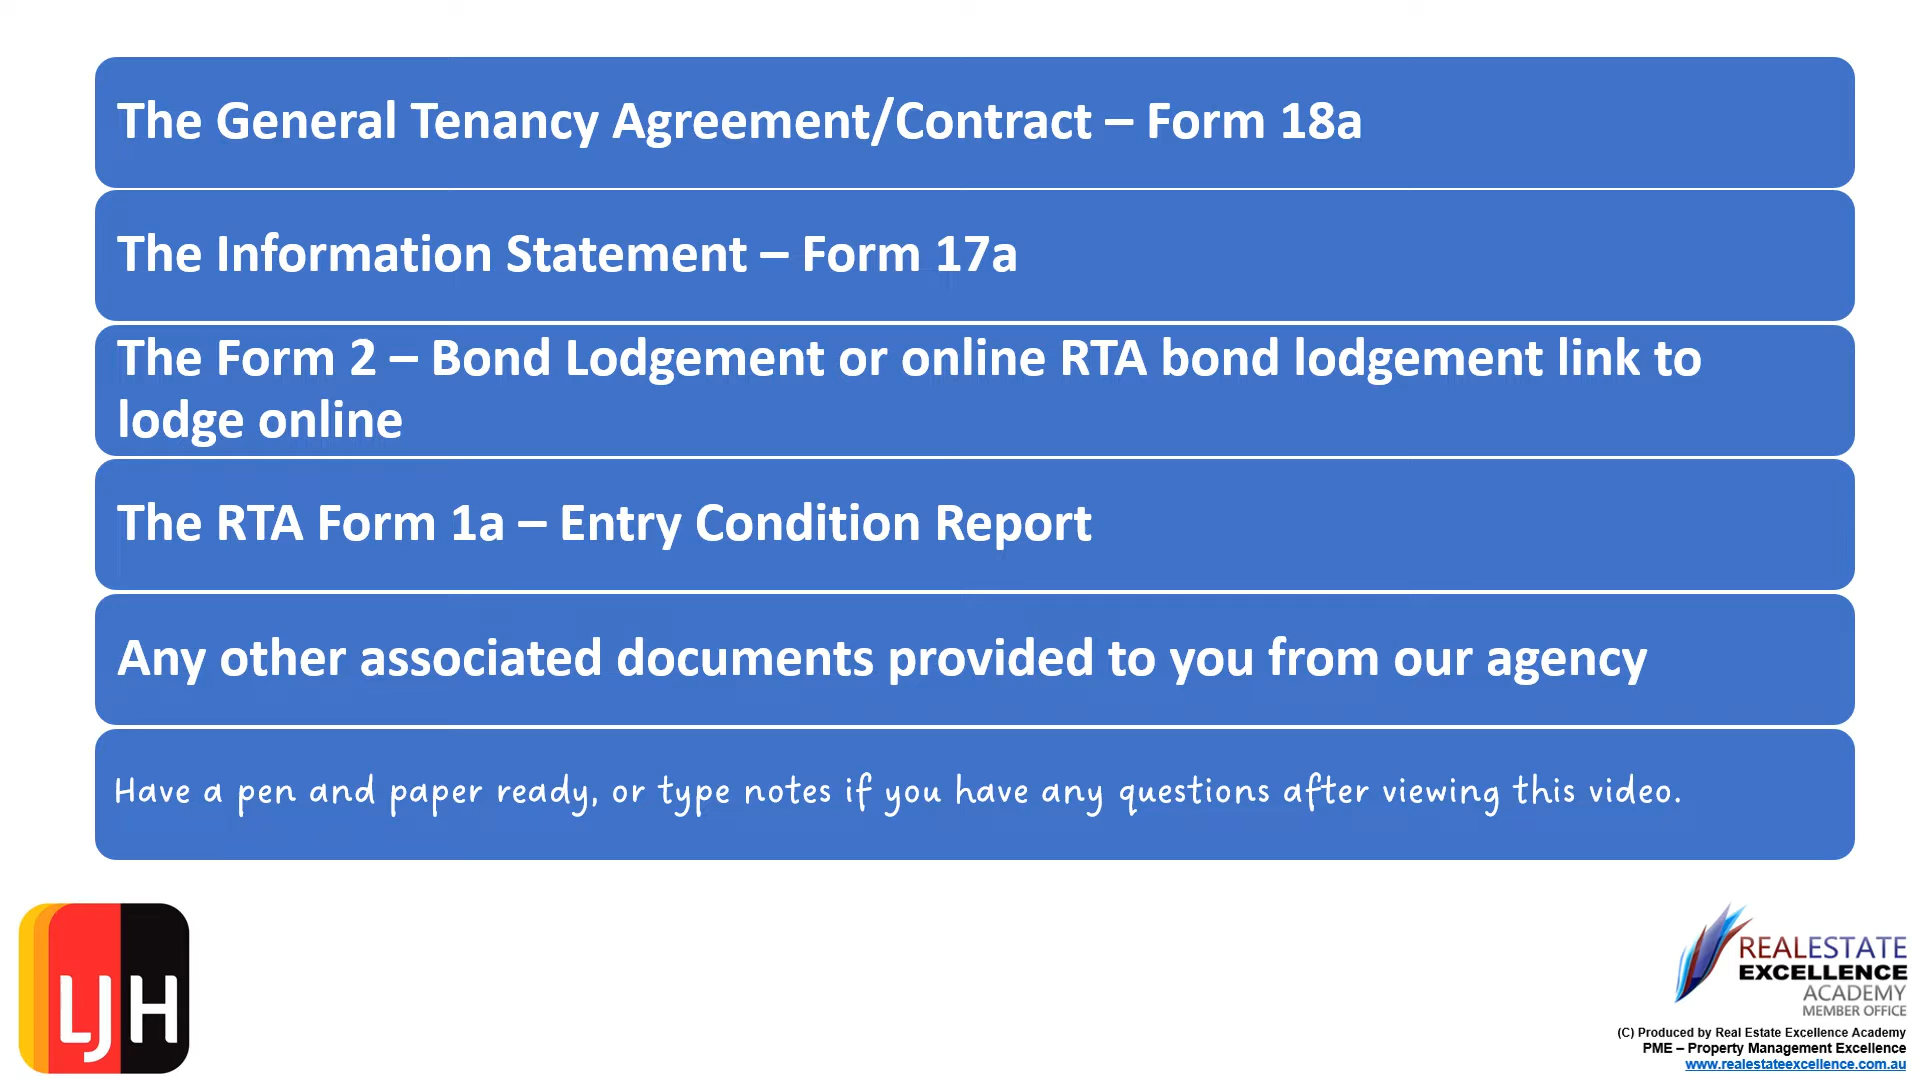 The General Tenancy Agreement/Contract – Form 18a
The Information Statement – Form 17a
The Form 2 – Bond Lodgement or online RTA bond lodgement link to
lodge online
The RTA Form 1a – Entry Condition Report
Any other associated documents provided to you from our agency
Have a pen and paper ready, or type notes if you have any questions after viewing this video.
LJH
REALESTATE
EXCELLENCE
ACADEMY
MEMBER OFFICE
(C) Produced by Real Estate Excellence Academy
PME – Property Management Excellence
www.realestateexcellence.com.au